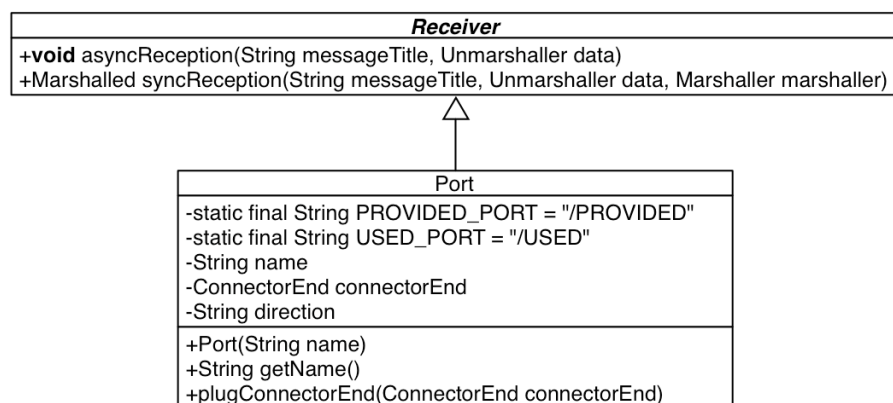 Receiver
+void asyncReception(String messageTitle, Unmarshaller data)
+Marshalled syncReception(String messageTitle, Unmarshaller data, Marshaller marshaller)
Port
-static final String PROVIDED_PORT = "/PROVIDED"
-static final String USED_PORT = "/USED"
-String name
-ConnectorEnd connectorEnd
-String direction
+Port(String name)
+String getName()
+plugConnectorEnd(ConnectorEnd connectorEnd)